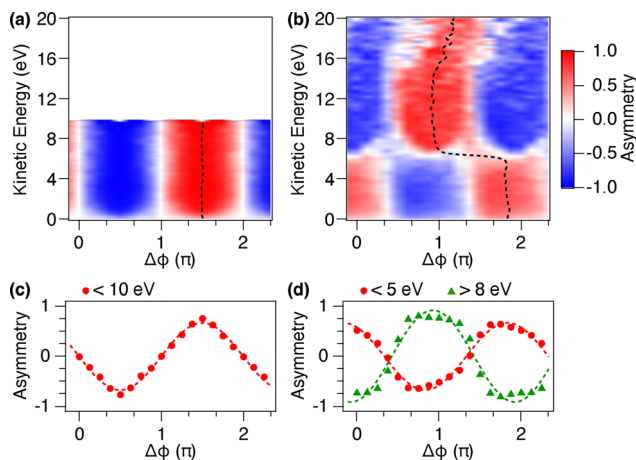 (a)
(b)
Kinetic Energy (eV)
20
16
12
8
4
0
0
1
2
Δϕ (π)
Kinetic Energy (eV)
20
16
12
8
4
0
0
1
2
Δϕ (π)
1.0
0.5
0.0
-0.5
-1.0
Asymmetry
(c)
< 10 eV
Asymmetry
1
0
-1
0
1
2
Δϕ (π)
(d)
< 5 eV
> 8 eV
Asymmetry
1
0
-1
0
1
2
Δϕ (π)